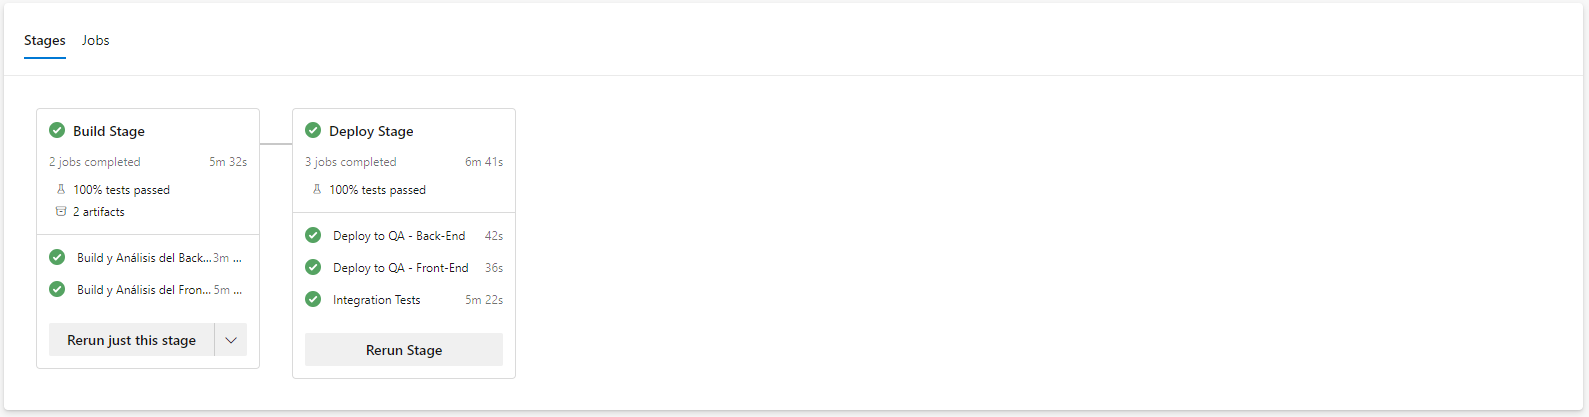 Stages Jobs
Build Stage
2 jobs completed 5m 32s
100% tests passed
2 artifacts
Build y Análisis del Back... 3m ...
Build y Análisis del Fron... 5m ...
Rerun just this stage
Deploy Stage
3 jobs completed 6m 41s
100% tests passed
Deploy to QA - Back-End 42s
Deploy to QA - Front-End 36s
Integration Tests 5m 22s
Rerun Stage